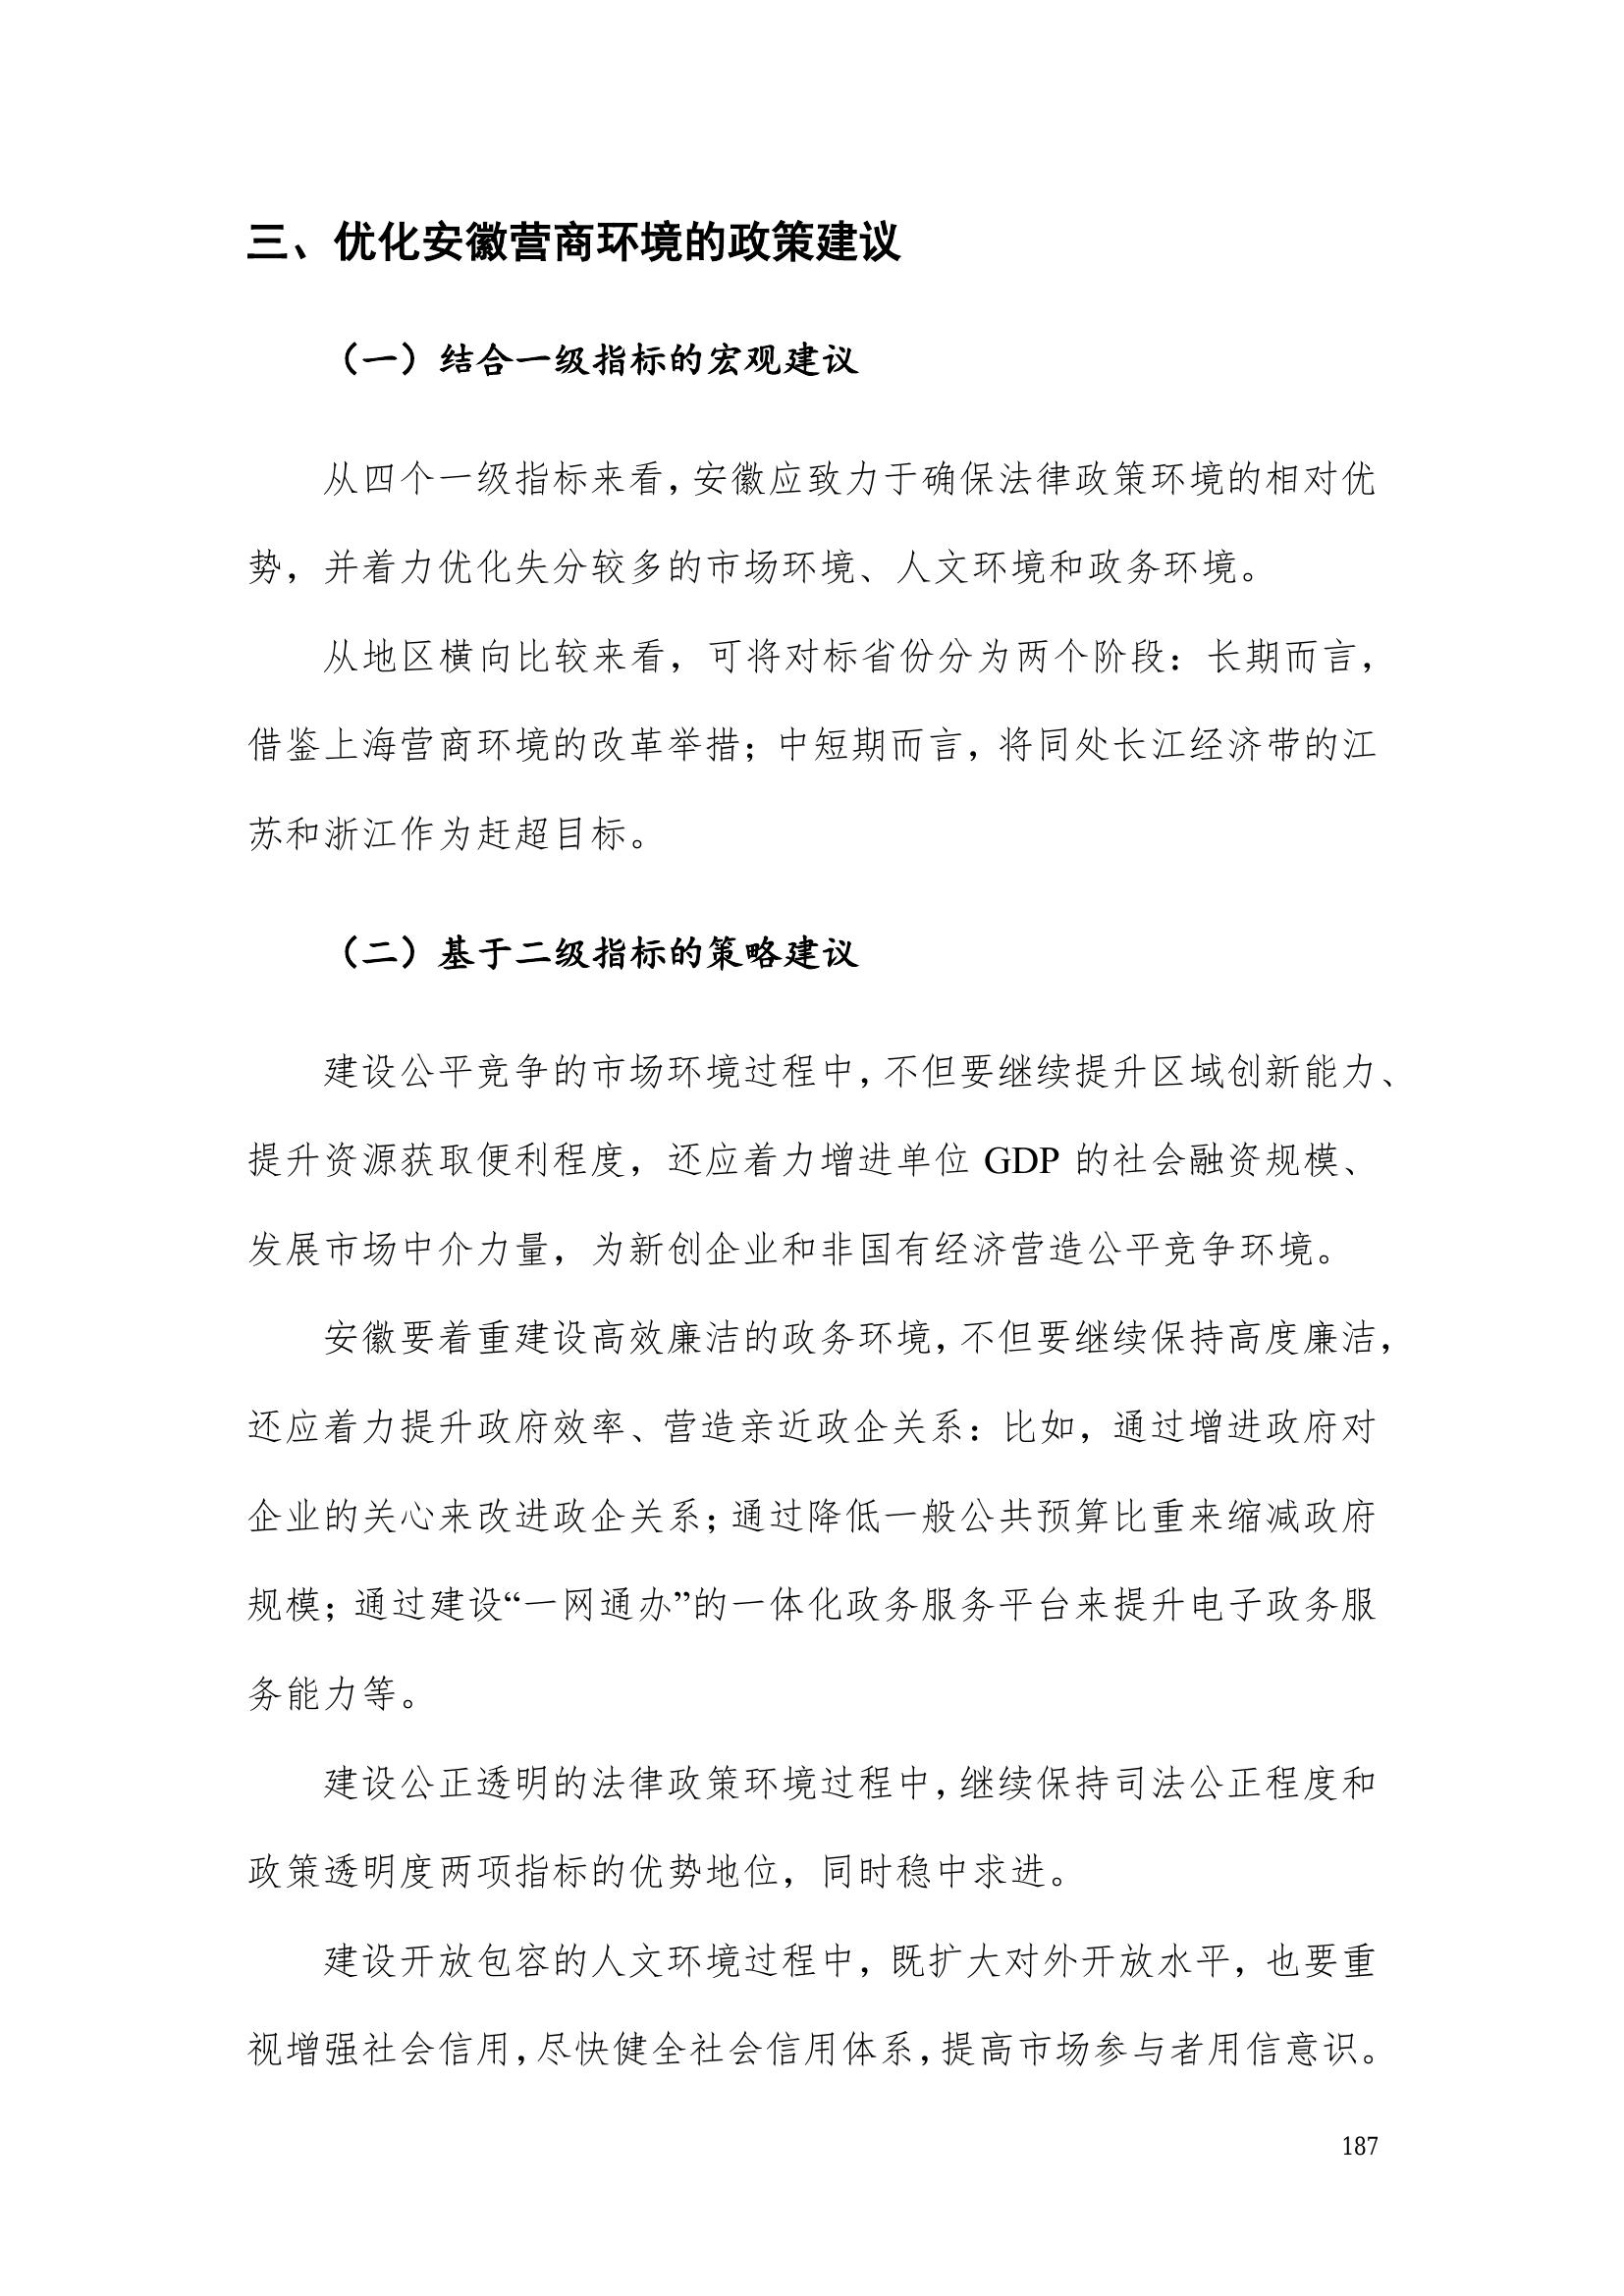 三、优化安徽营商环境的政策建议
（一）结合一级指标的宏观建议
从四个一级指标来看，安徽应致力于确保法律政策环境的相对优
势，并着力优化失分较多的市场环境、人文环境和政务环境。
从地区横向比较来看，可将对标省份分为两个阶段：长期而言，
借鉴上海营商环境的改革举措；中短期而言，将同处长江经济带的江
苏和浙江作为赶超目标。
（二）基于二级指标的策略建议
建设公平竞争的市场环境过程中，不但要继续提升区域创新能力、
提升资源获取便利程度，还应着力增进单位 GDP 的社会融资规模、
发展市场中介力量，为新创企业和非国有经济营造公平竞争环境。
安徽要着重建设高效廉洁的政务环境，不但要继续保持高度廉洁，
还应着力提升政府效率、营造亲近政企关系：比如，通过增进政府对
企业的关心来改进政企关系；通过降低一般公共预算比重来缩减政府
规模；通过建设“一网通办”的一体化政务服务平台来提升电子政务服
务能力等。
建设公正透明的法律政策环境过程中，继续保持司法公正程度和
政策透明度两项指标的优势地位，同时稳中求进。
建设开放包容的人文环境过程中，既扩大对外开放水平，也要重
视增强社会信用，尽快健全社会信用体系，提高市场参与者用信意识。
187